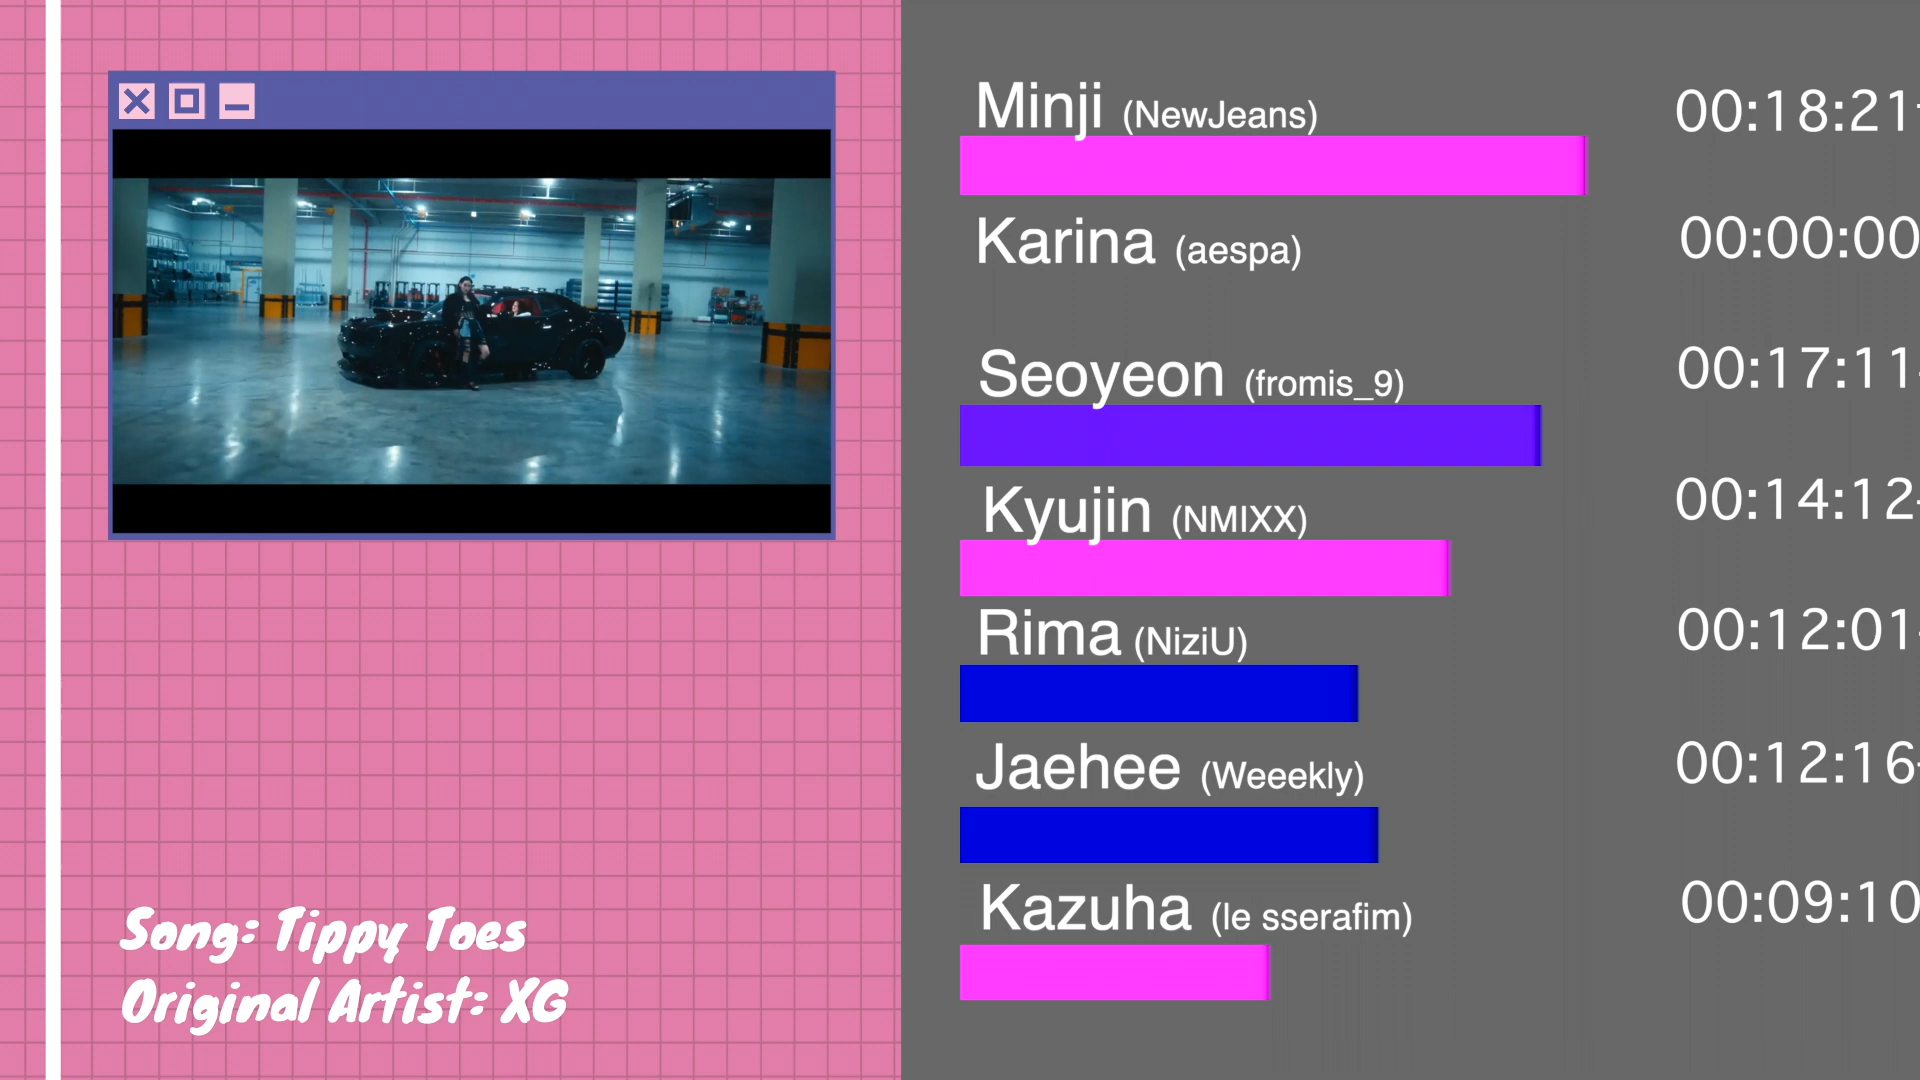 Minji (NewJeans) 00:18:21
Karina (aespa) 00:00:00
Seoyeon (fromis_9) 00:17:11
Kyujin (NMIXX) 00:14:12
Rima (NiziU) 00:12:01
Jaehee (Weeekly) 00:12:16
Kazuha (le sserafim) 00:09:10
Song: Tippy Toes
Original Artist: XG